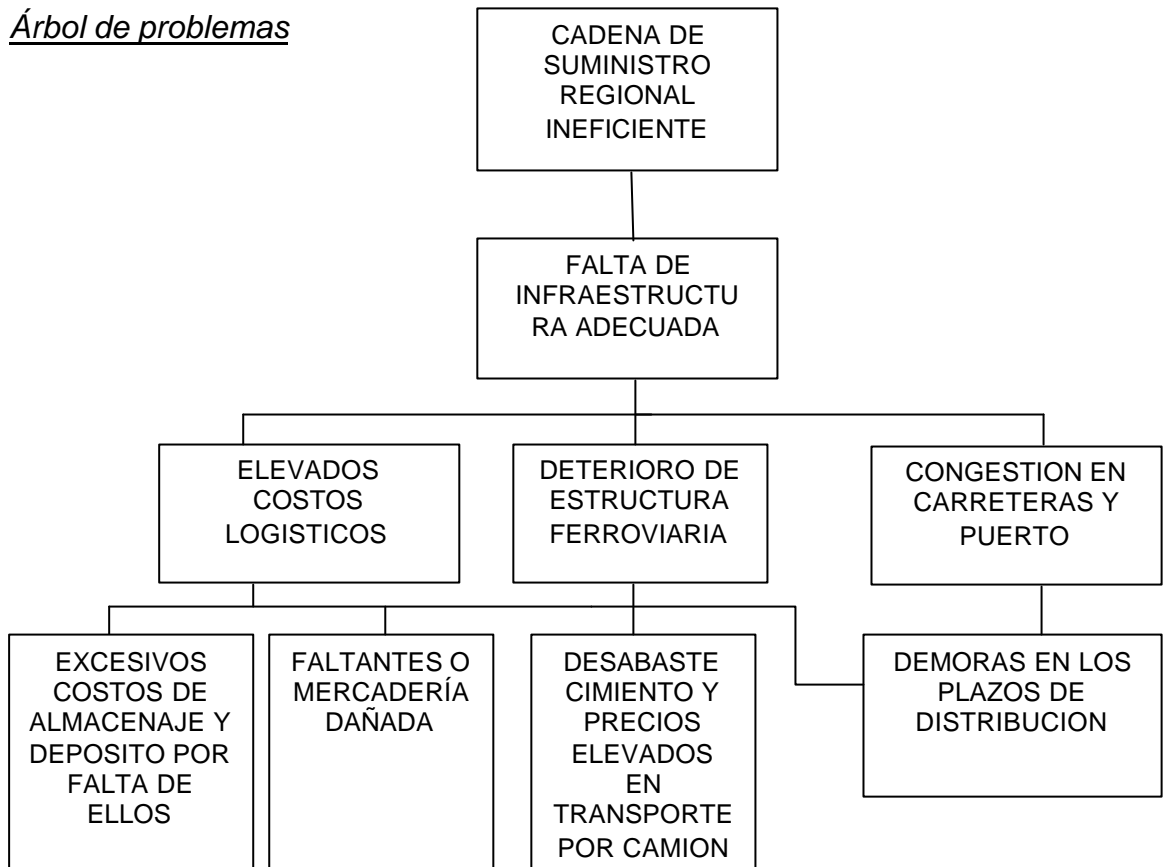 Árbol de problemas
CADENA DE
SUMINISTRO
REGIONAL
INEFICIENTE
FALTA DE
INFRAESTRUCTU
RA ADECUADA
ELEVADOS
COSTOS
LOGISTICOS
DETERIORO DE
ESTRUCTURA
FERROVIARIA
CONGESTION EN
CARRETERAS Y
PUERTO
EXCESIVOS
COSTOS DE
ALMACENAJE Y
DEPOSITO POR
FALTA DE
ELLOS
FALTANTES O
MERCADERÍA
DAÑADA
DESABASTE
CIMIENTO Y
PRECIOS
ELEVADOS
EN
TRANSPORTE
POR CAMION
DEMORAS EN LOS
PLAZOS DE
DISTRIBUCION